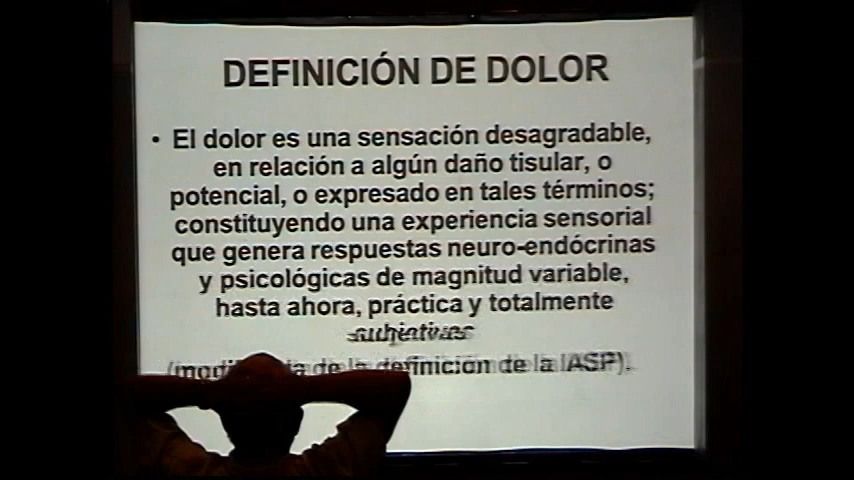 DEFINICIÓN DE DOLOR
• El dolor es una sensación desagradable,
en relación a algún daño tisular, o
potencial, o expresado en tales términos;
constituyendo una experiencia sensorial
que genera respuestas neuro-endócrinas
y psicológicas de magnitud variable,
hasta ahora, práctica y totalmente
de la definición de la IASP).